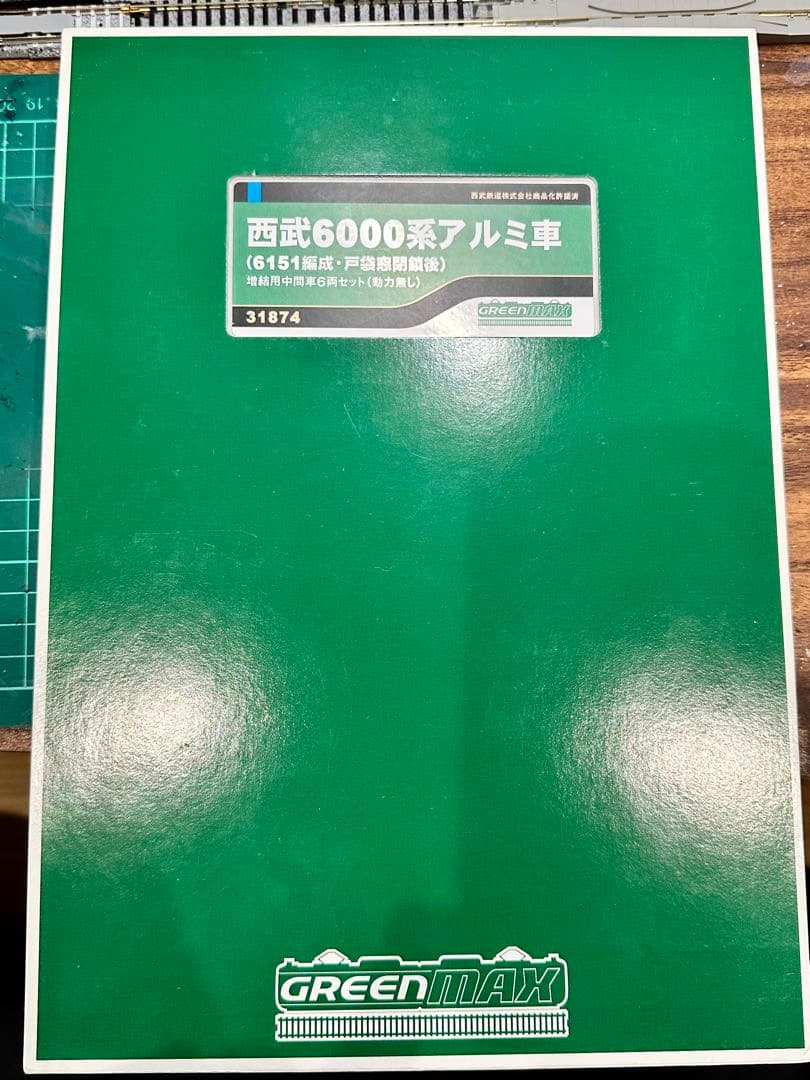 西武鉄道株式会社商品化許諾済
西武6000系アルミ車
(6151編成・戸袋窓閉鎖後)
増結用中間車6両セット(動力無し)
31874
GREENMAX
GREENMAX